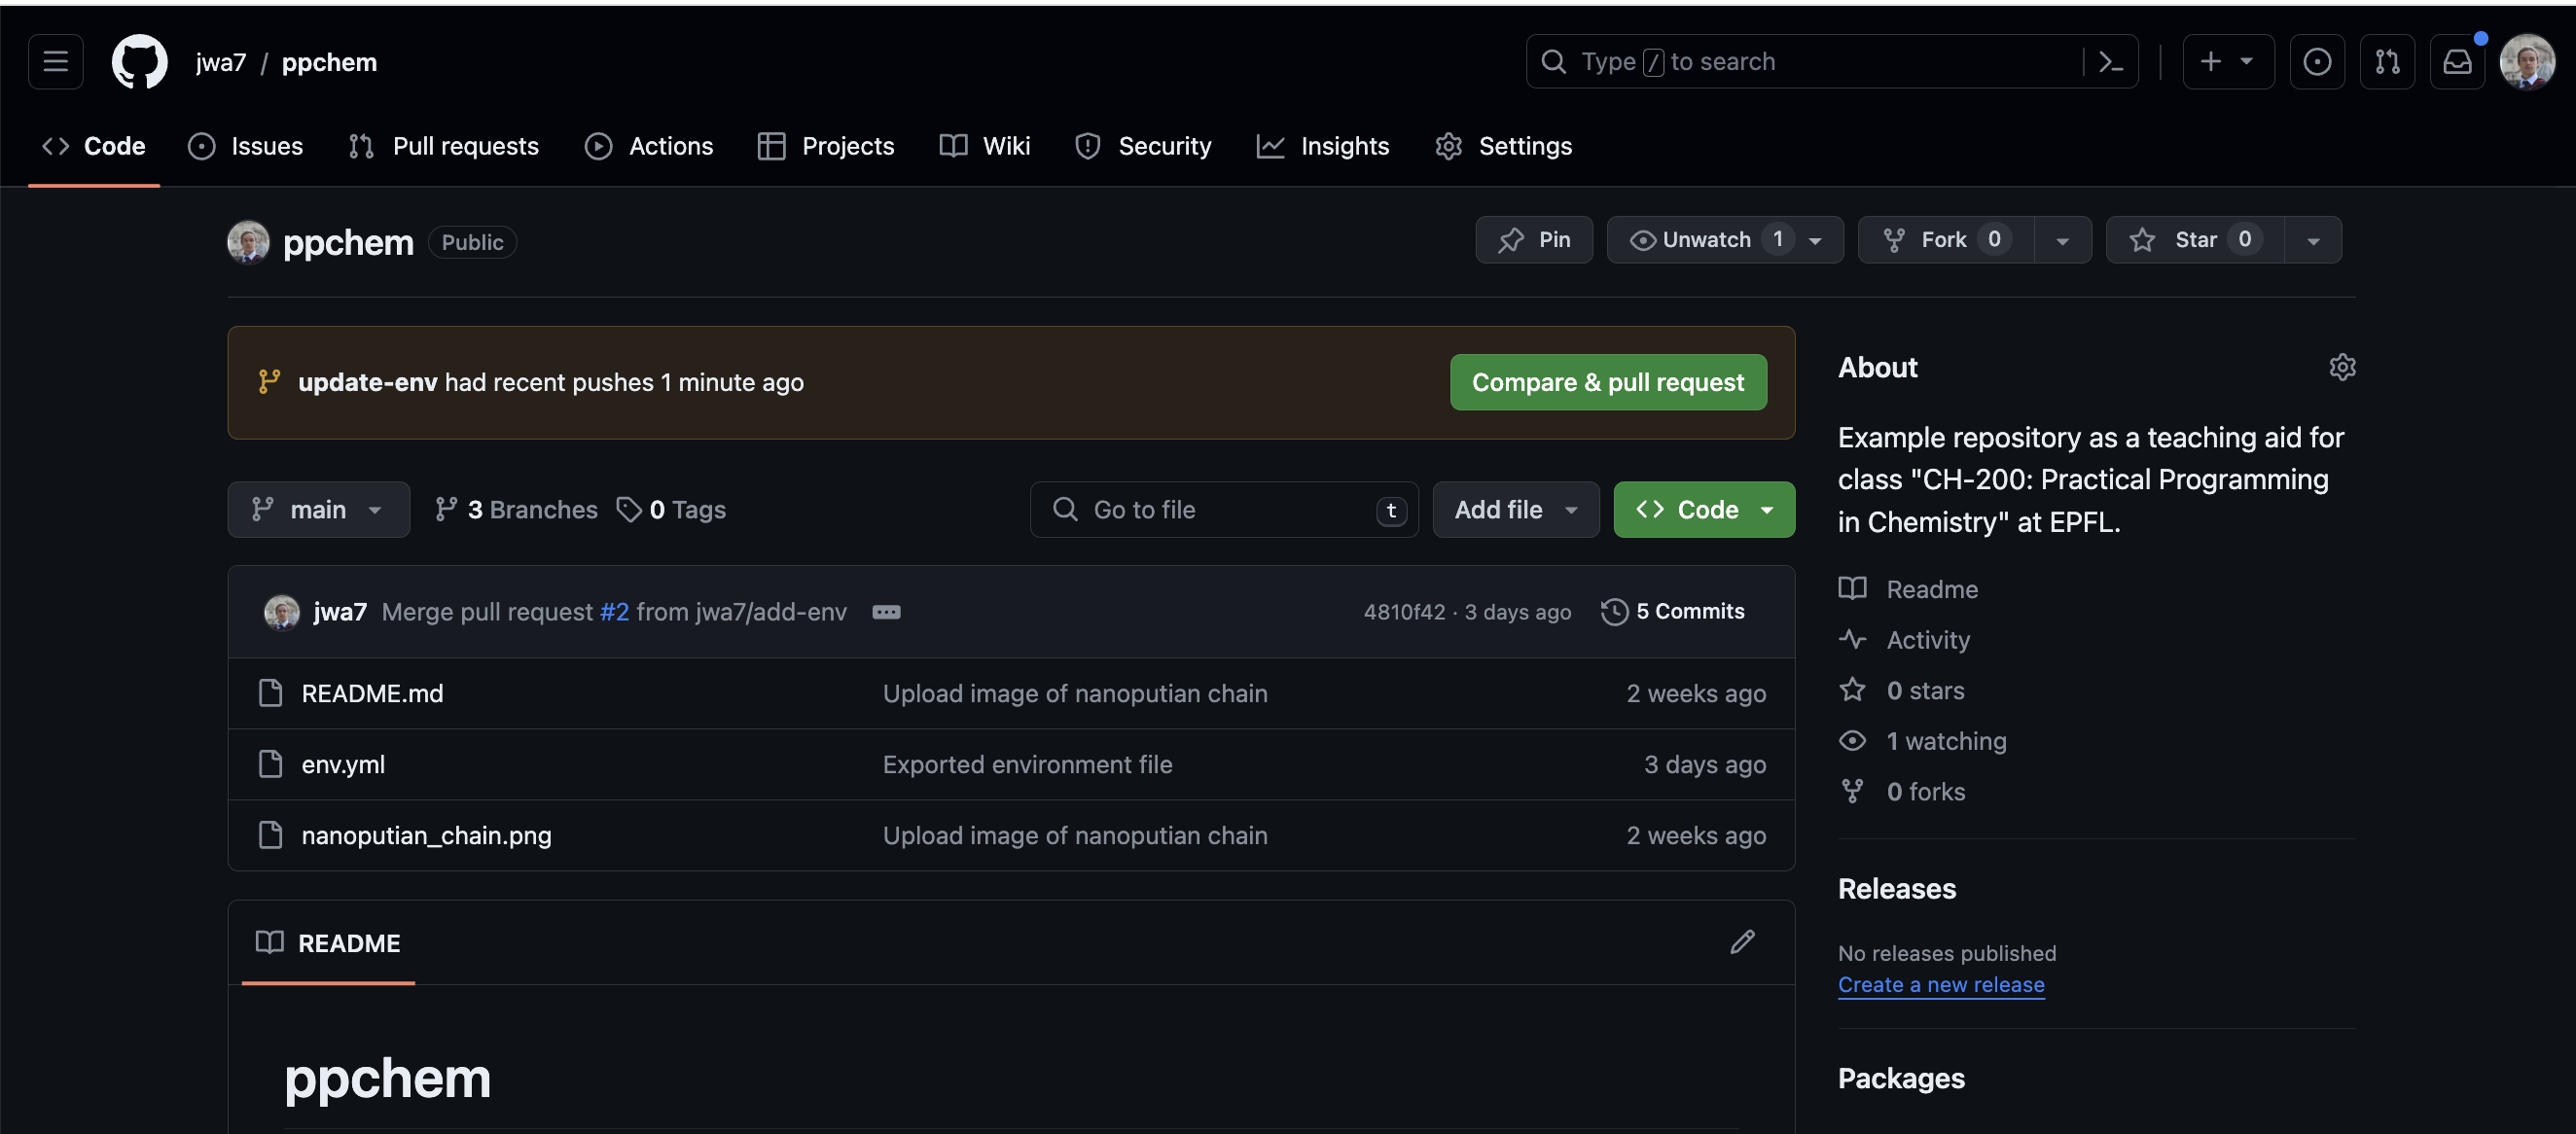 jwa7 / ppchem
Type / to search
Code Issues Pull requests Actions Projects Wiki Security Insights Settings
ppchem Public
Pin Unwatch 1 Fork 0 Star 0
update-env had recent pushes 1 minute ago
Compare & pull request
main 3 Branches 0 Tags
Go to file t Add file Code
jwa7 Merge pull request #2 from jwa7/add-env 4810f42 · 3 days ago 5 Commits
README.md Upload image of nanoputian chain 2 weeks ago
env.yml Exported environment file 3 days ago
nanoputian_chain.png Upload image of nanoputian chain 2 weeks ago
README
ppchem
About
Example repository as a teaching aid for
class "CH-200: Practical Programming
in Chemistry" at EPFL.
Readme
Activity
0 stars
1 watching
0 forks
Releases
No releases published
Create a new release
Packages